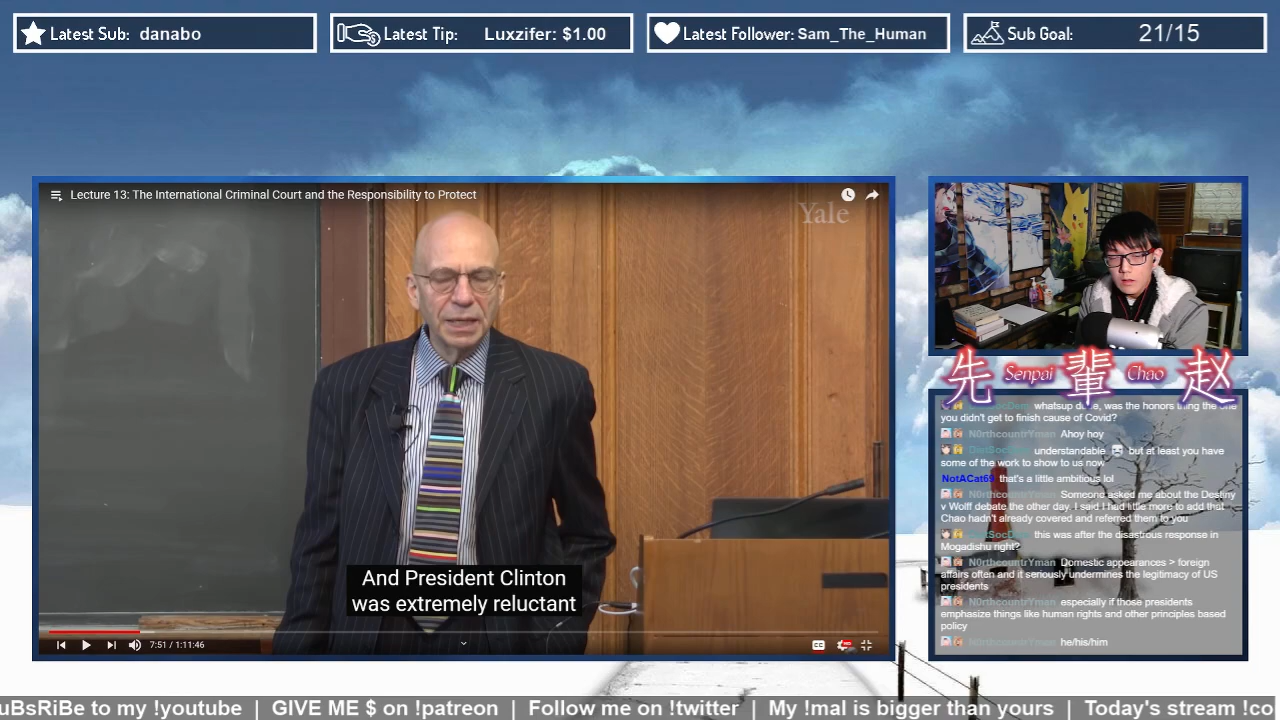 Latest Sub: danabo
Latest Tip: Luxzifer: $1.00
Latest Follower: Sam_The_Human
Sub Goal: 21/15
Lecture 13: The International Criminal Court and the Responsibility to Protect
Yale
And President Clinton
was extremely reluctant
7:51 / 1:11:46
CC
先 Senpai 輩 Chao 赵
whatsup was the honors thing the one
you didn't get to finish cause of Covid?
N0rthcountrYman Ahoy hoy
understandable but at least you have
some of the work to show to us now
NotACat69 that's a little ambitious lol
N0rthcountrYman Someone asked me about the Destiny
v Wolff debate the other day. I said I had little more to add that
Chao hadn't already covered and referred them to you
this was after the disastrous response in
Mogadishu right?
N0rthcountrYman Domestic appearances > foreign
affairs often and it seriously undermines the legitimacy of US
presidents
N0rthcountrYman especially if those presidents
emphasize things like human rights and other principles based
policy
N0rthcountrYman he/his/him
uBsRiBe to my !youtube | GIVE ME $ on !patreon | Follow me on !twitter | My !mal is bigger than yours | Today's stream !co